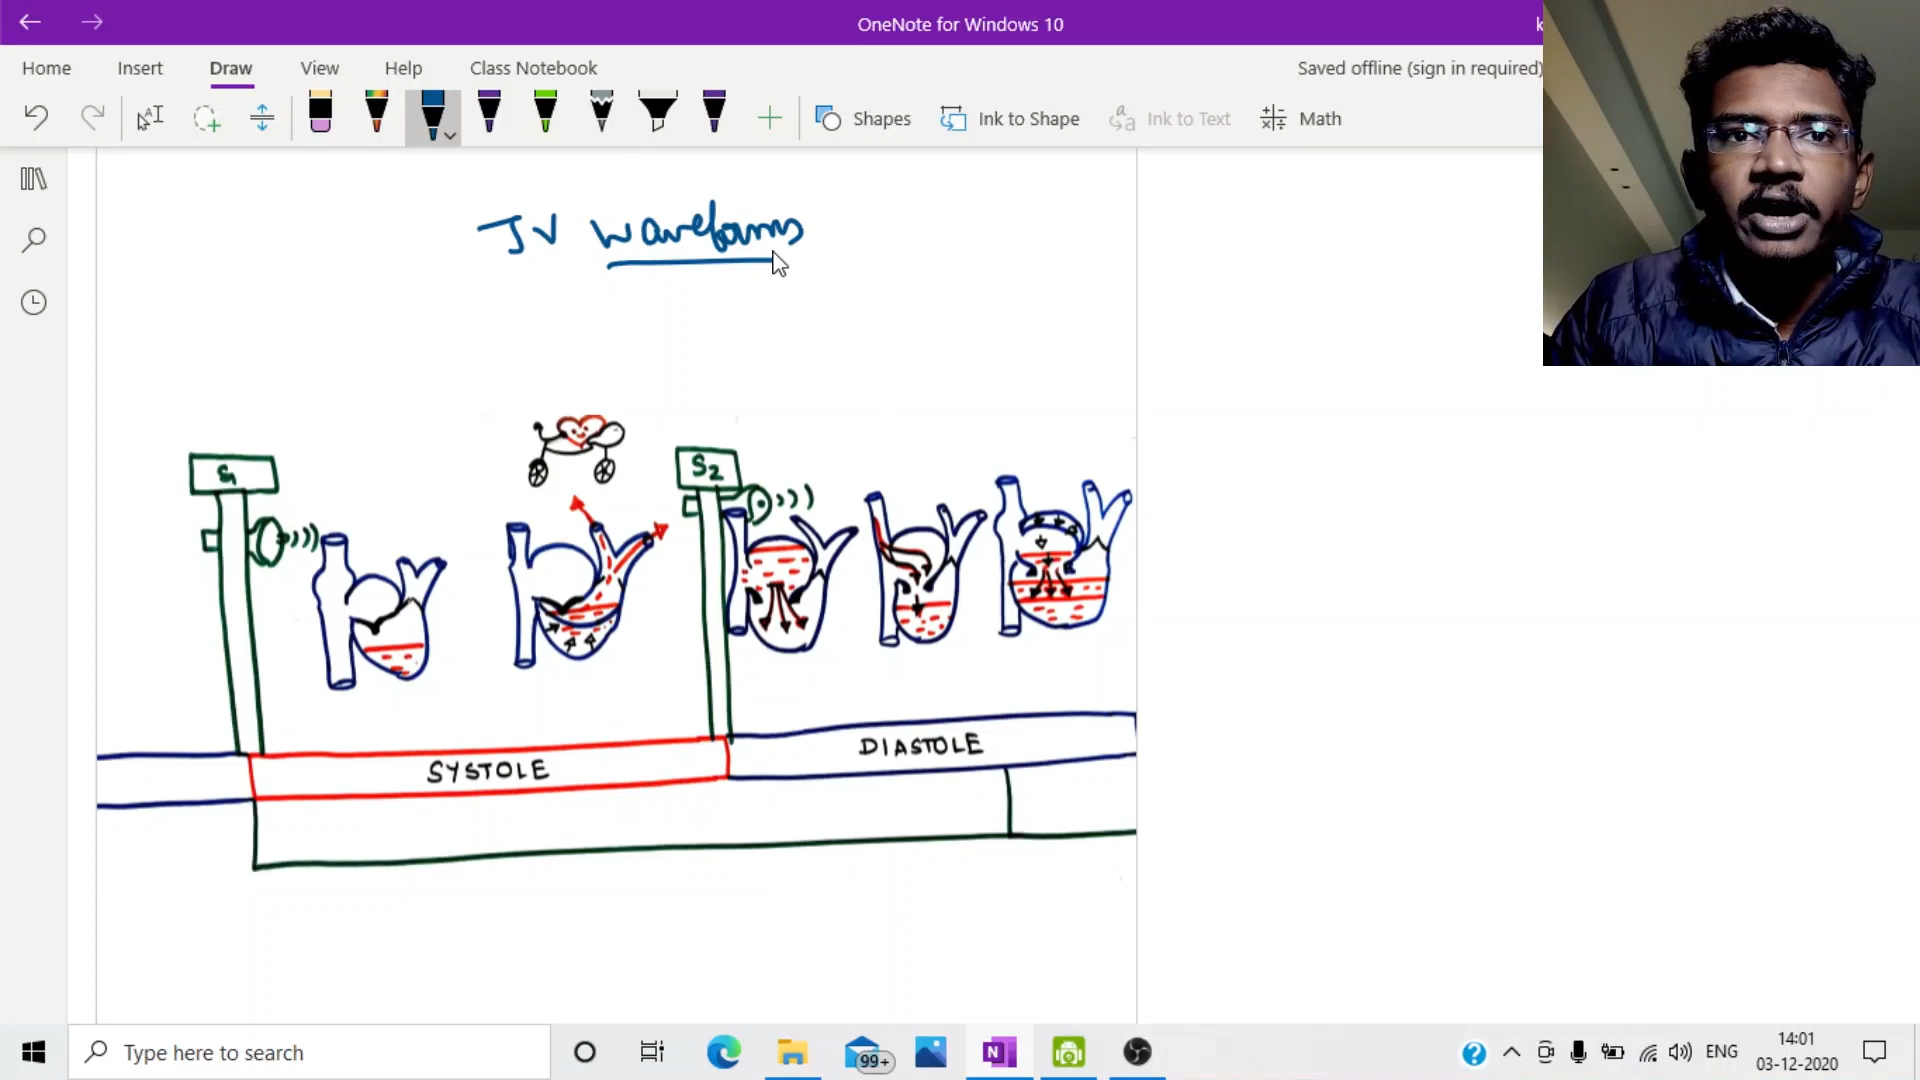 OneNote for Windows 10
k
Home Insert Draw View Help Class Notebook Saved offline (sign in required)
Shapes Ink to Shape Ink to Text Math
JV waveforms
S1 S2
SYSTOLE DIASTOLE
Type here to search
99+
ENG
14:01
03-12-2020